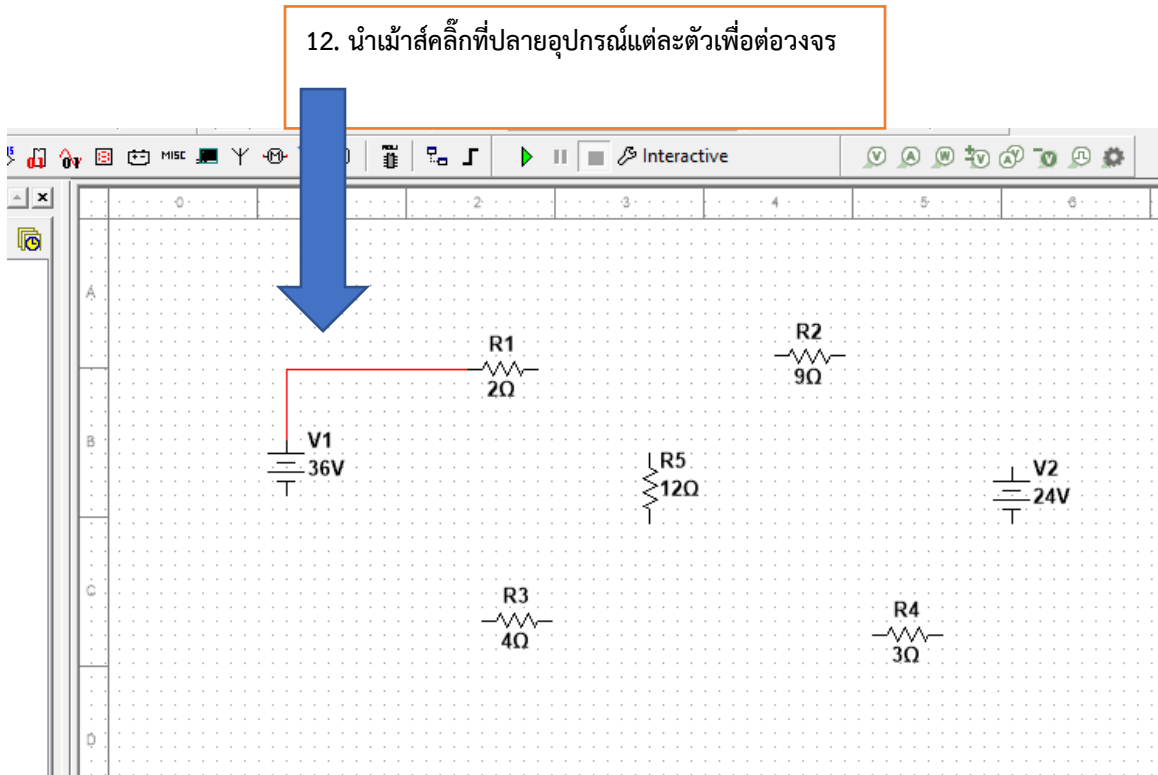 12. นำเม้าส์คลิ๊กที่ปลายอุปกรณ์แต่ละตัวเพื่อต่อวงจร
MISC Interactive
V A W V AV V
0 2 3 4 5 6
A
R1
2Ω
R2
9Ω
B
V1
36V
R5
12Ω
V2
24V
C
R3
4Ω
R4
3Ω
D